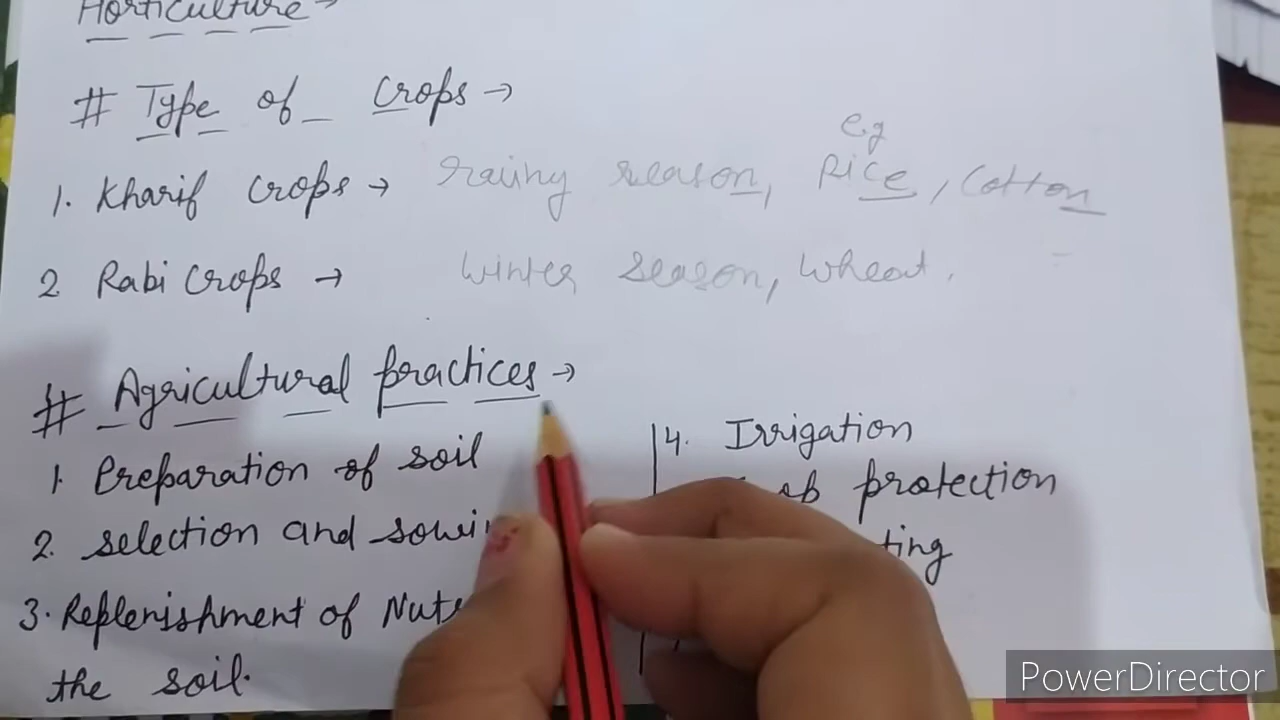 Horticulture →
# Type of Crops →
e.g
1. Kharif Crops → rainy season, Rice, Cotton
2 Rabi Crops → winter season, wheat.
# Agricultural practices →
1. Preparation of soil
2. selection and
3. Replenishment of
the soil.
4. Irrigation
protection
PowerDirector